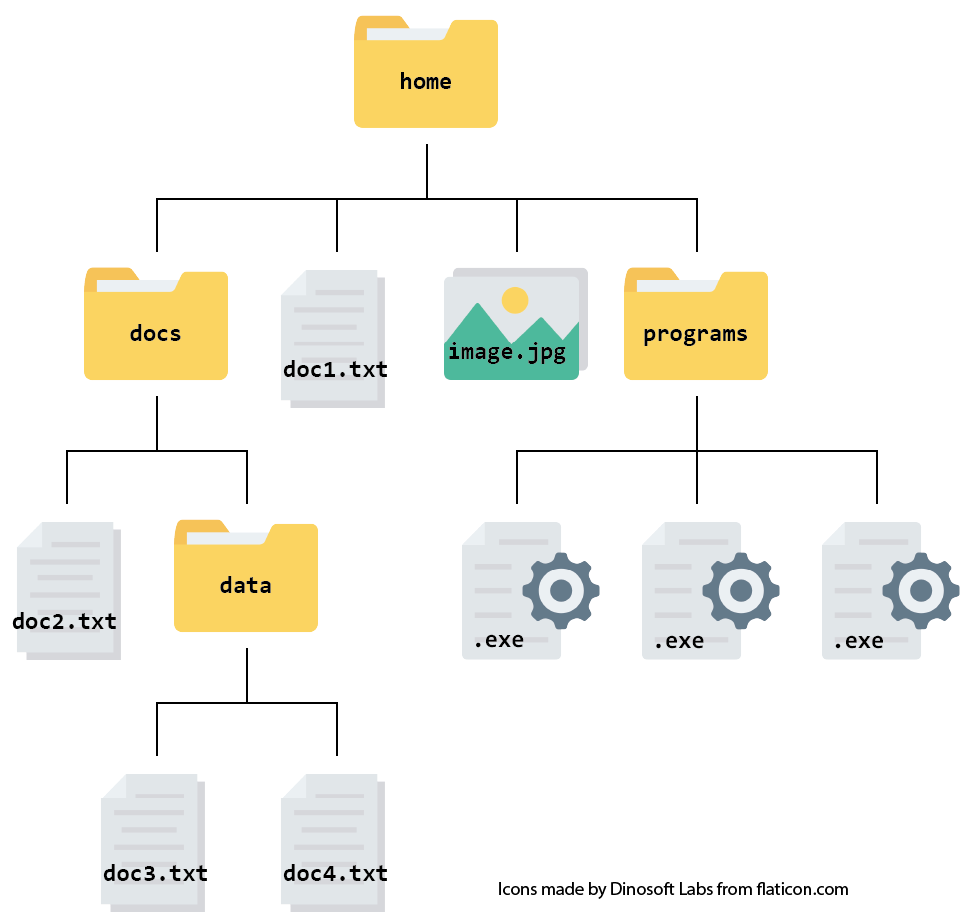 home
docs
doc1.txt
image.jpg
programs
doc2.txt
data
.exe
.exe
.exe
doc3.txt
doc4.txt
Icons made by Dinosoft Labs from flaticon.com